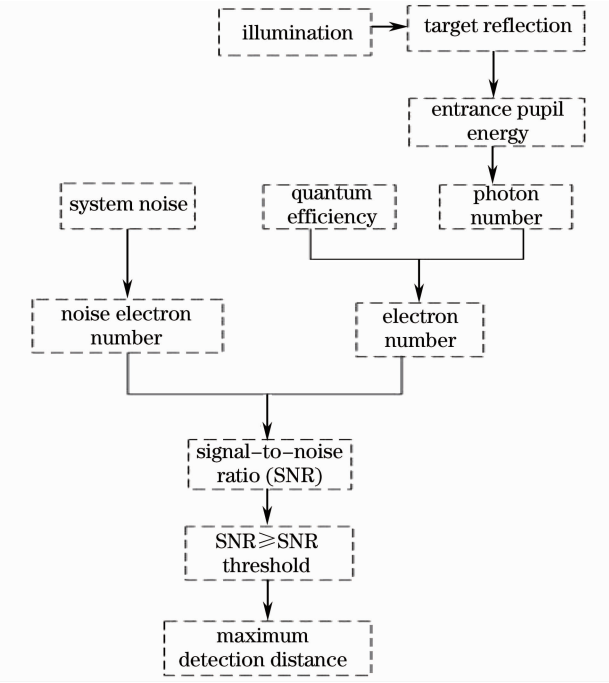 illumination
target reflection
entrance pupil
energy
system noise
quantum
efficiency
photon
number
noise electron
number
electron
number
signal-to-noise
ratio (SNR)
SNR⩾SNR
threshold
maximum
detection distance